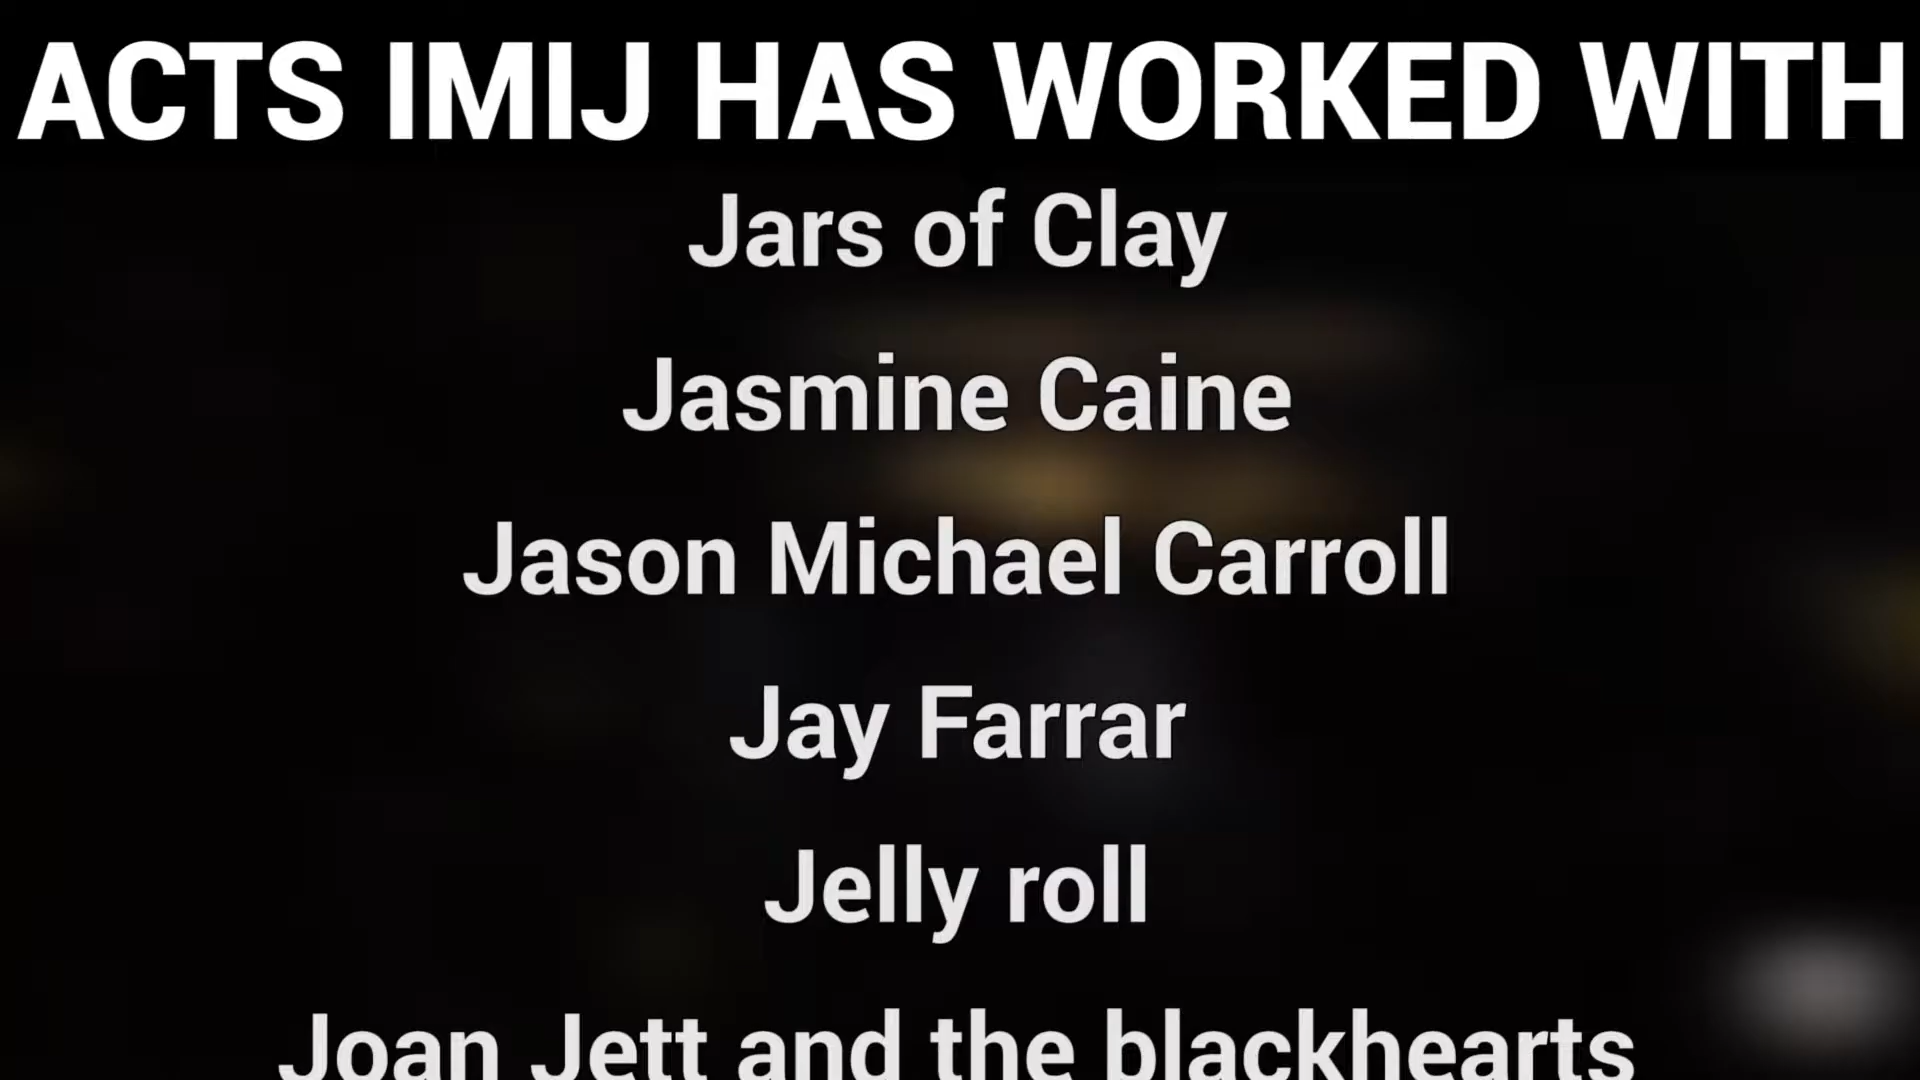 ACTS IMIJ HAS WORKED WITH
Jars of Clay
Jasmine Caine
Jason Michael Carroll
Jay Farrar
Jelly roll
Joan Jett and the blackhearts